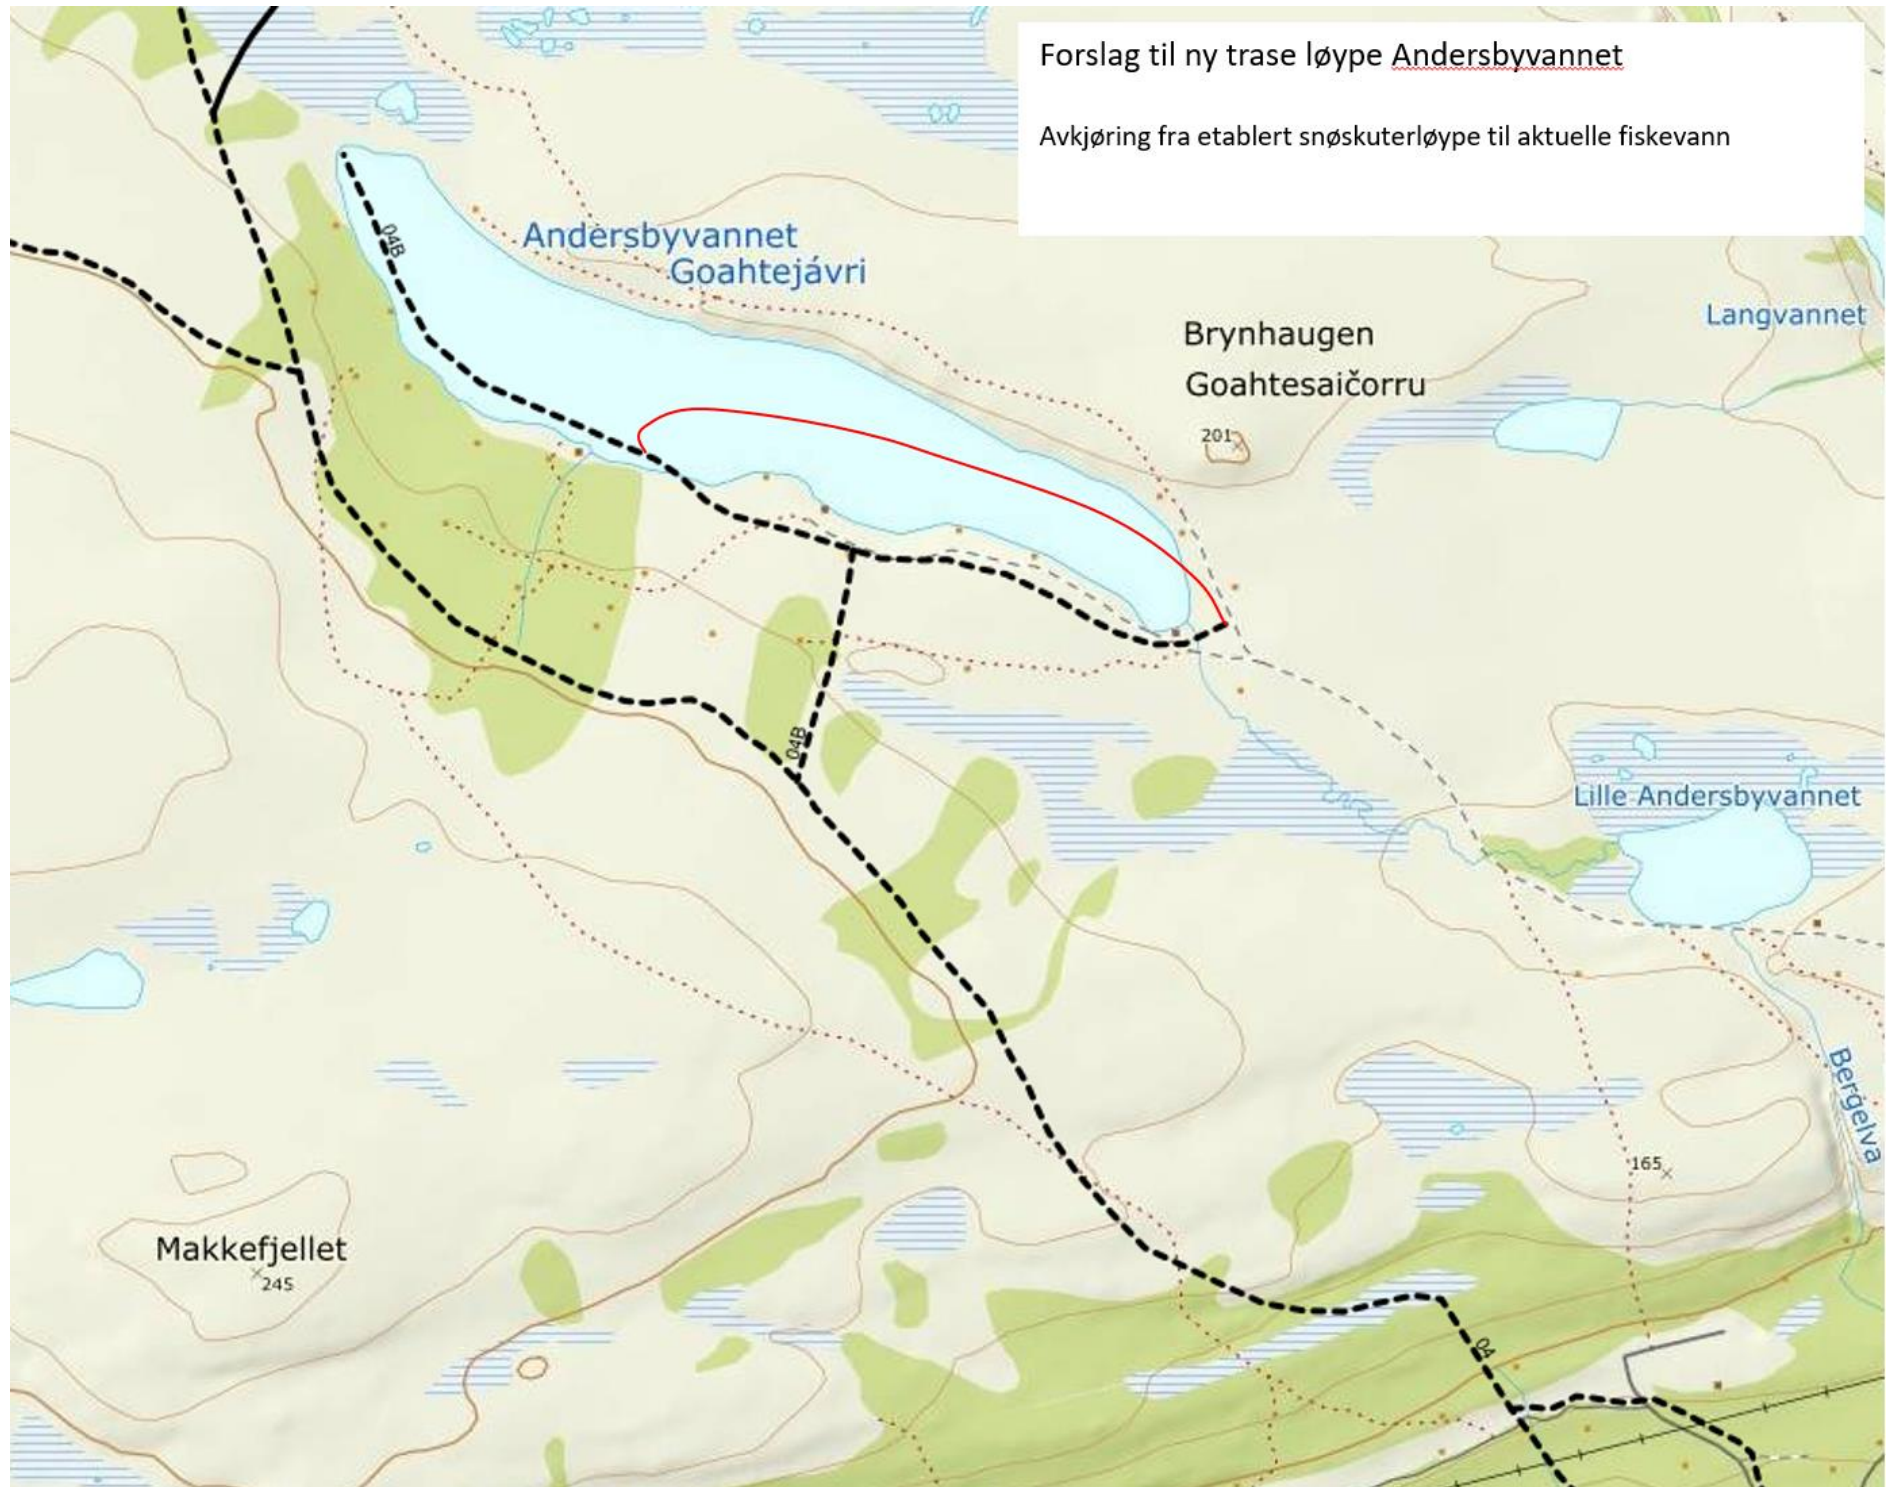 Forslag til ny trase løype Andersbyvannet
Avkjøring fra etablert snøskuterløype til aktuelle fiskevann
04B
Andersbyvannet
Goahtejávri
Langvannet
Brynhaugen
Goahtesaičorru
201
04B
Lille Andersbyvannet
Bergelva
165
Makkefjellet
245
04